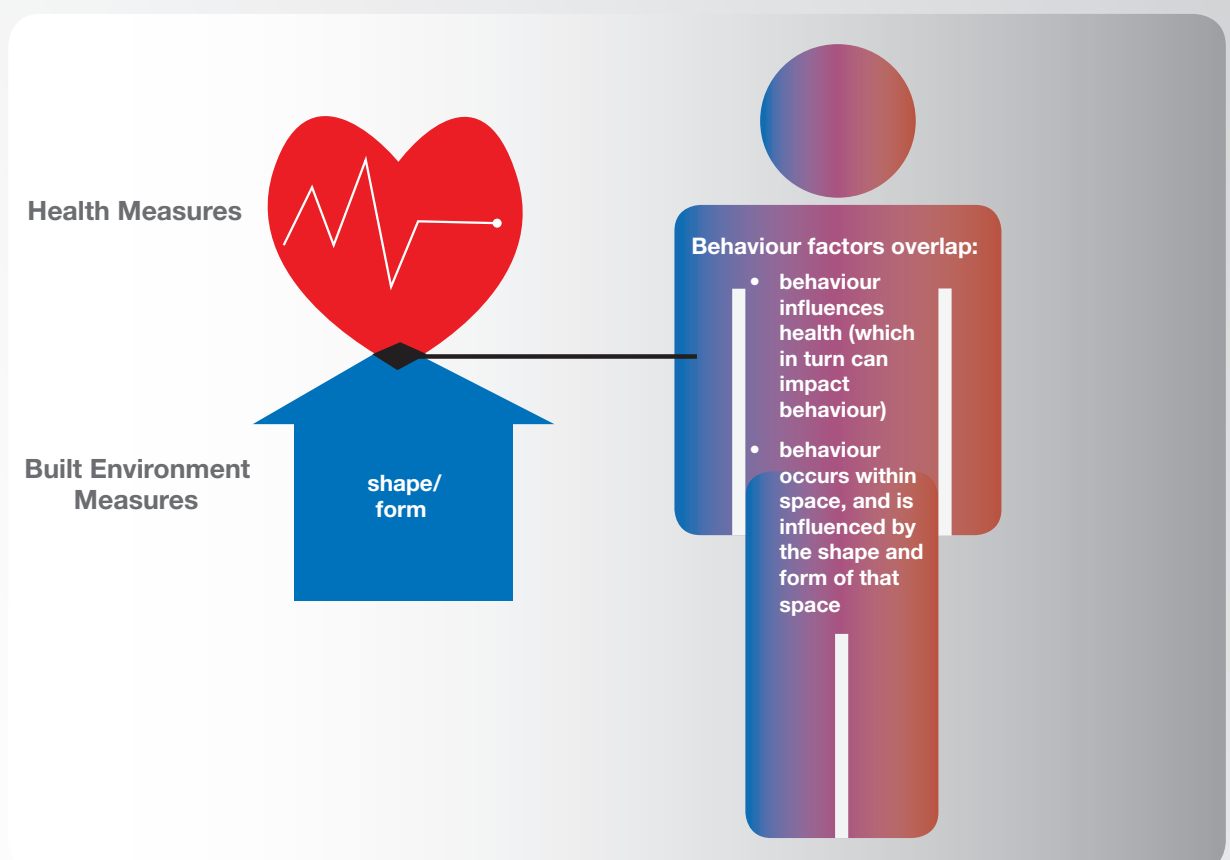 Health Measures
Built Environment
Measures
shape/
form
Behaviour factors overlap:
• behaviour
influences
health (which
in turn can
impact
behaviour)
• behaviour
occurs within
space, and is
influenced by
the shape and
form of that
space